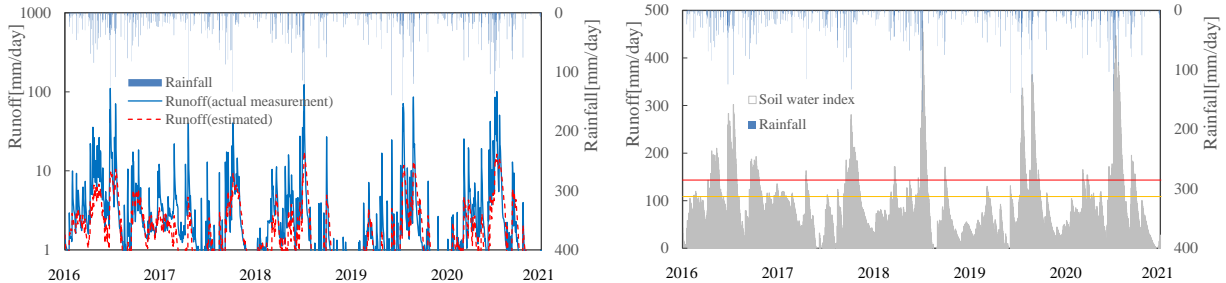 Runoff[mm/day]
1000
100
10
1
Rainfall
Runoff(actual measurement)
Runoff(estimated)
0
100
200
300
400
Rainfall[mm/day]
2016 2017 2018 2019 2020 2021
Runoff[mm/day]
500
400
300
200
100
0
Soil water index
Rainfall
0
100
200
300
400
Rainfall[mm/day]
2016 2017 2018 2019 2020 2021